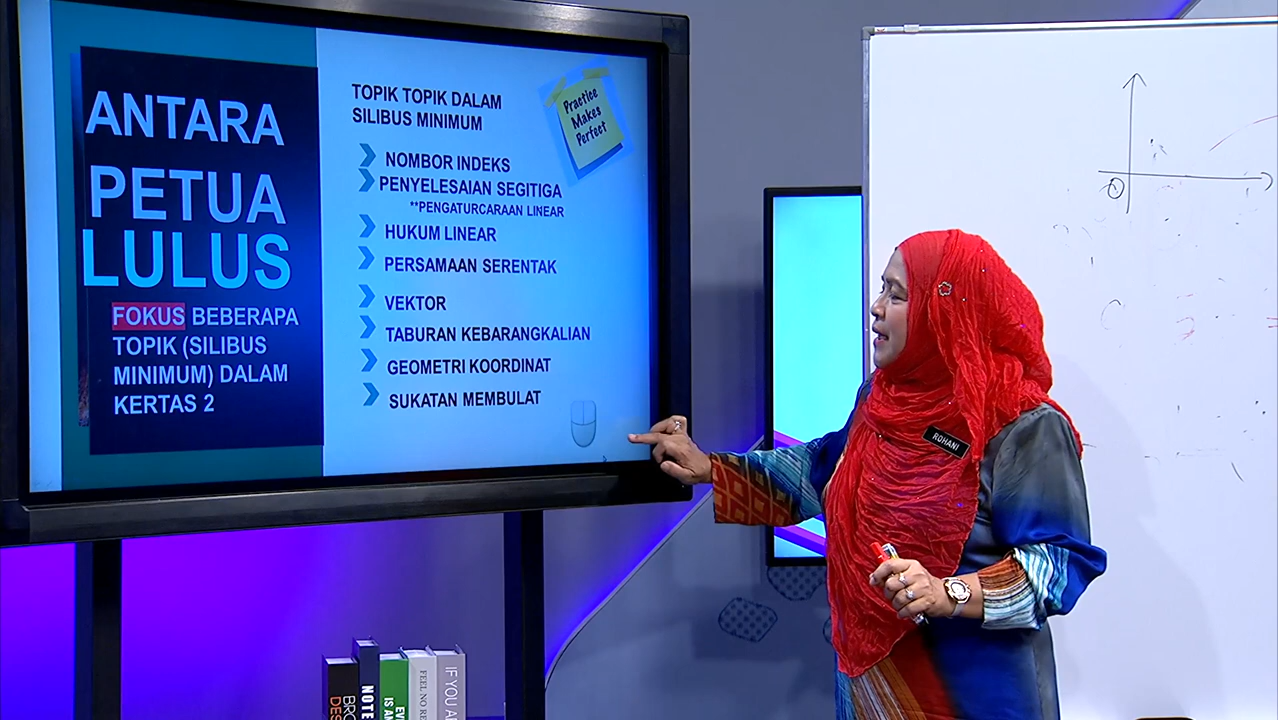 ANTARA
PETUA
LULUS
FOKUS BEBERAPA
TOPIK (SILIBUS
MINIMUM) DALAM
KERTAS 2
TOPIK TOPIK DALAM
SILIBUS MINIMUM
NOMBOR INDEKS
PENYELESAIAN SEGITIGA
**PENGATURCARAAN LINEAR
HUKUM LINEAR
PERSAMAAN SERENTAK
VEKTOR
TABURAN KEBARANGKALIAN
GEOMETRI KOORDINAT
SUKATAN MEMBULAT
Practice
Makes
Perfect
ROHANI
O
NOTE
FEEL NO
IF YOU